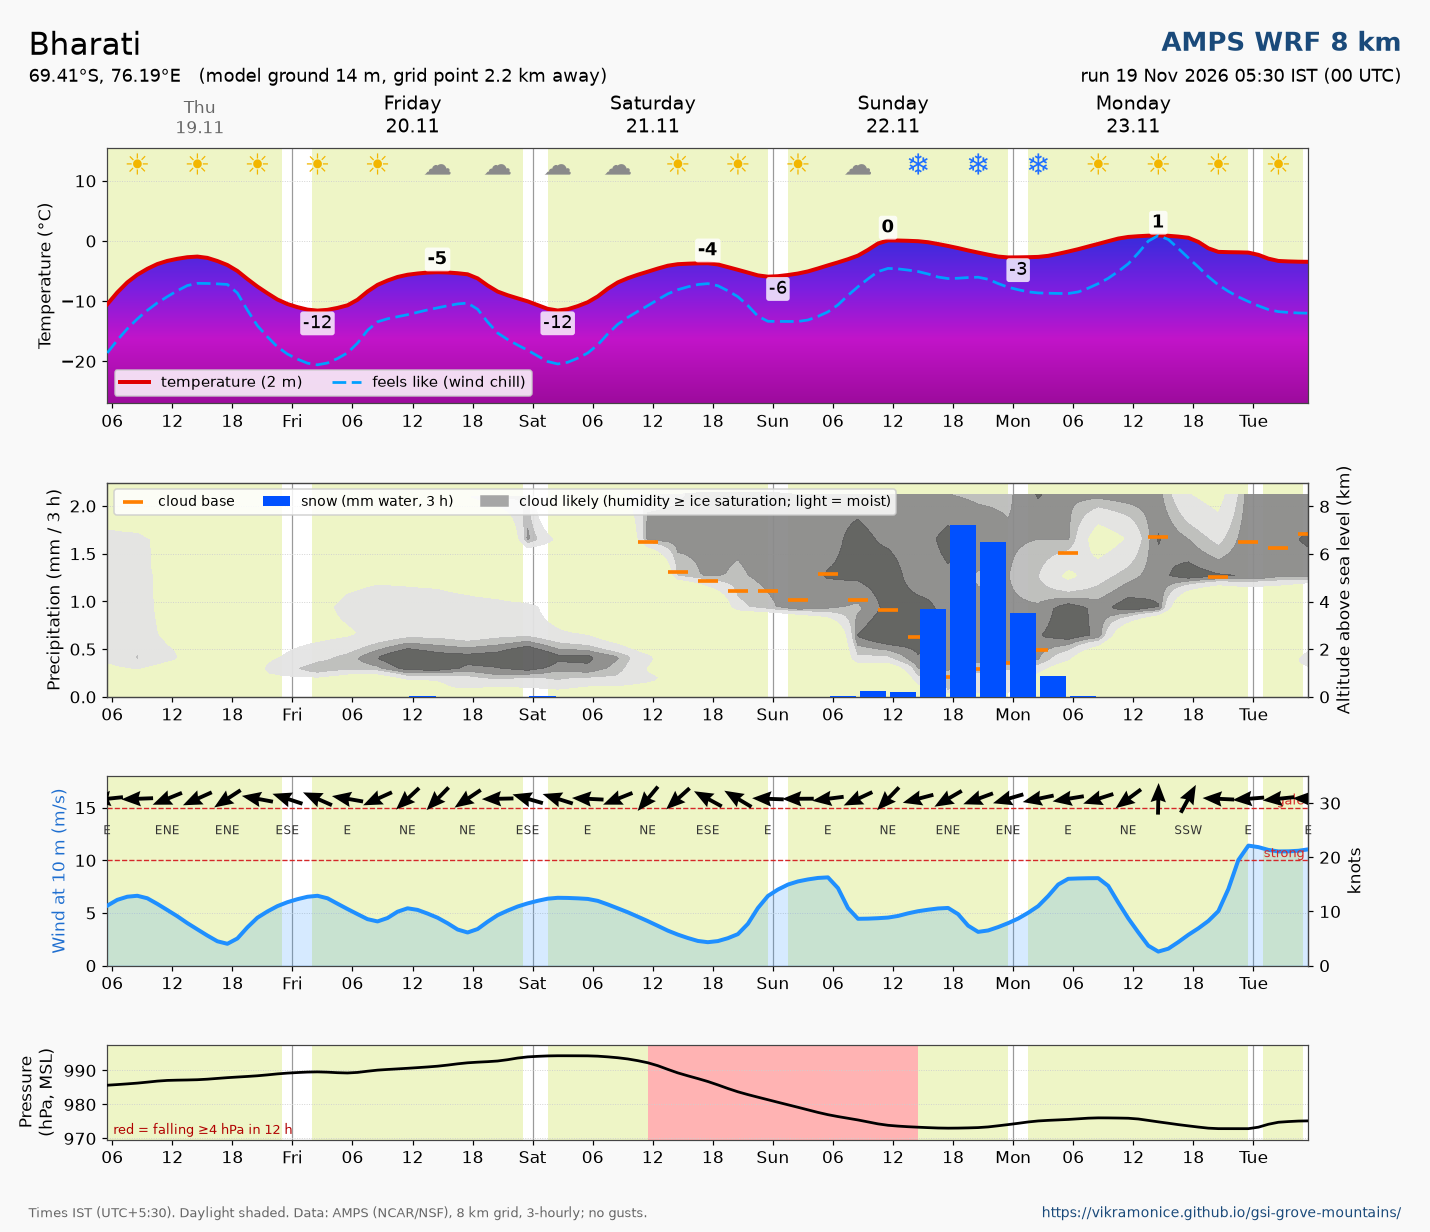 Bharati
AMPS WRF 8 km
69.41°S, 76.19°E (model ground 14 m, grid point 2.2 km away)
run 19 Nov 2026 05:30 IST (00 UTC)
Thu
19.11
Friday
20.11
Saturday
21.11
Sunday
22.11
Monday
23.11
Temperature (°C)
10
0
−10
−20
-12
-5
-12
-4
-6
0
-3
1
temperature (2 m)
feels like (wind chill)
06 12 18 Fri 06 12 18 Sat 06 12 18 Sun 06 12 18 Mon 06 12 18 Tue
Precipitation (mm / 3 h)
2.0
1.5
1.0
0.5
0.0
cloud base
snow (mm water, 3 h)
cloud likely (humidity ≥ ice saturation; light = moist)
8
6
4
2
0
Altitude above sea level (km)
06 12 18 Fri 06 12 18 Sat 06 12 18 Sun 06 12 18 Mon 06 12 18 Tue
Wind at 10 m (m/s)
15
10
5
0
gale
strong
E ENE ENE ESE E NE NE ESE E NE ESE E E NE ENE ENE E NE SSW E E
30
20
10
0
knots
06 12 18 Fri 06 12 18 Sat 06 12 18 Sun 06 12 18 Mon 06 12 18 Tue
Pressure
(hPa, MSL)
990
980
970
red = falling ≥4 hPa in 12 h
06 12 18 Fri 06 12 18 Sat 06 12 18 Sun 06 12 18 Mon 06 12 18 Tue
Times IST (UTC+5:30). Daylight shaded. Data: AMPS (NCAR/NSF), 8 km grid, 3-hourly; no gusts.
https://vikramonice.github.io/gsi-grove-mountains/